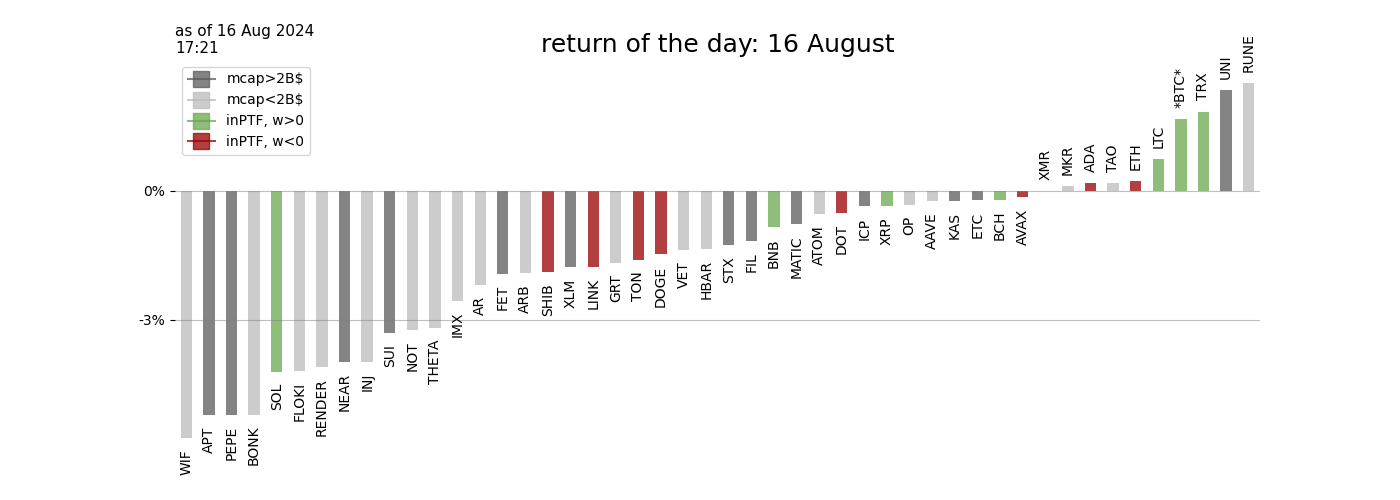 as of 16 Aug 2024
17:21
return of the day: 16 August
mcap>2B$
mcap<2B$
inPTF, w>0
inPTF, w<0
0%
-3%
WIF
APT
PEPE
BONK
SOL
FLOKI
RENDER
NEAR
INJ
SUI
NOT
THETA
IMX
AR
FET
ARB
SHIB
XLM
LINK
GRT
TON
DOGE
VET
HBAR
STX
FIL
BNB
MATIC
ATOM
DOT
ICP
XRP
OP
AAVE
KAS
ETC
BCH
AVAX
XMR
MKR
ADA
TAO
ETH
LTC
*BTC*
TRX
UNI
RUNE